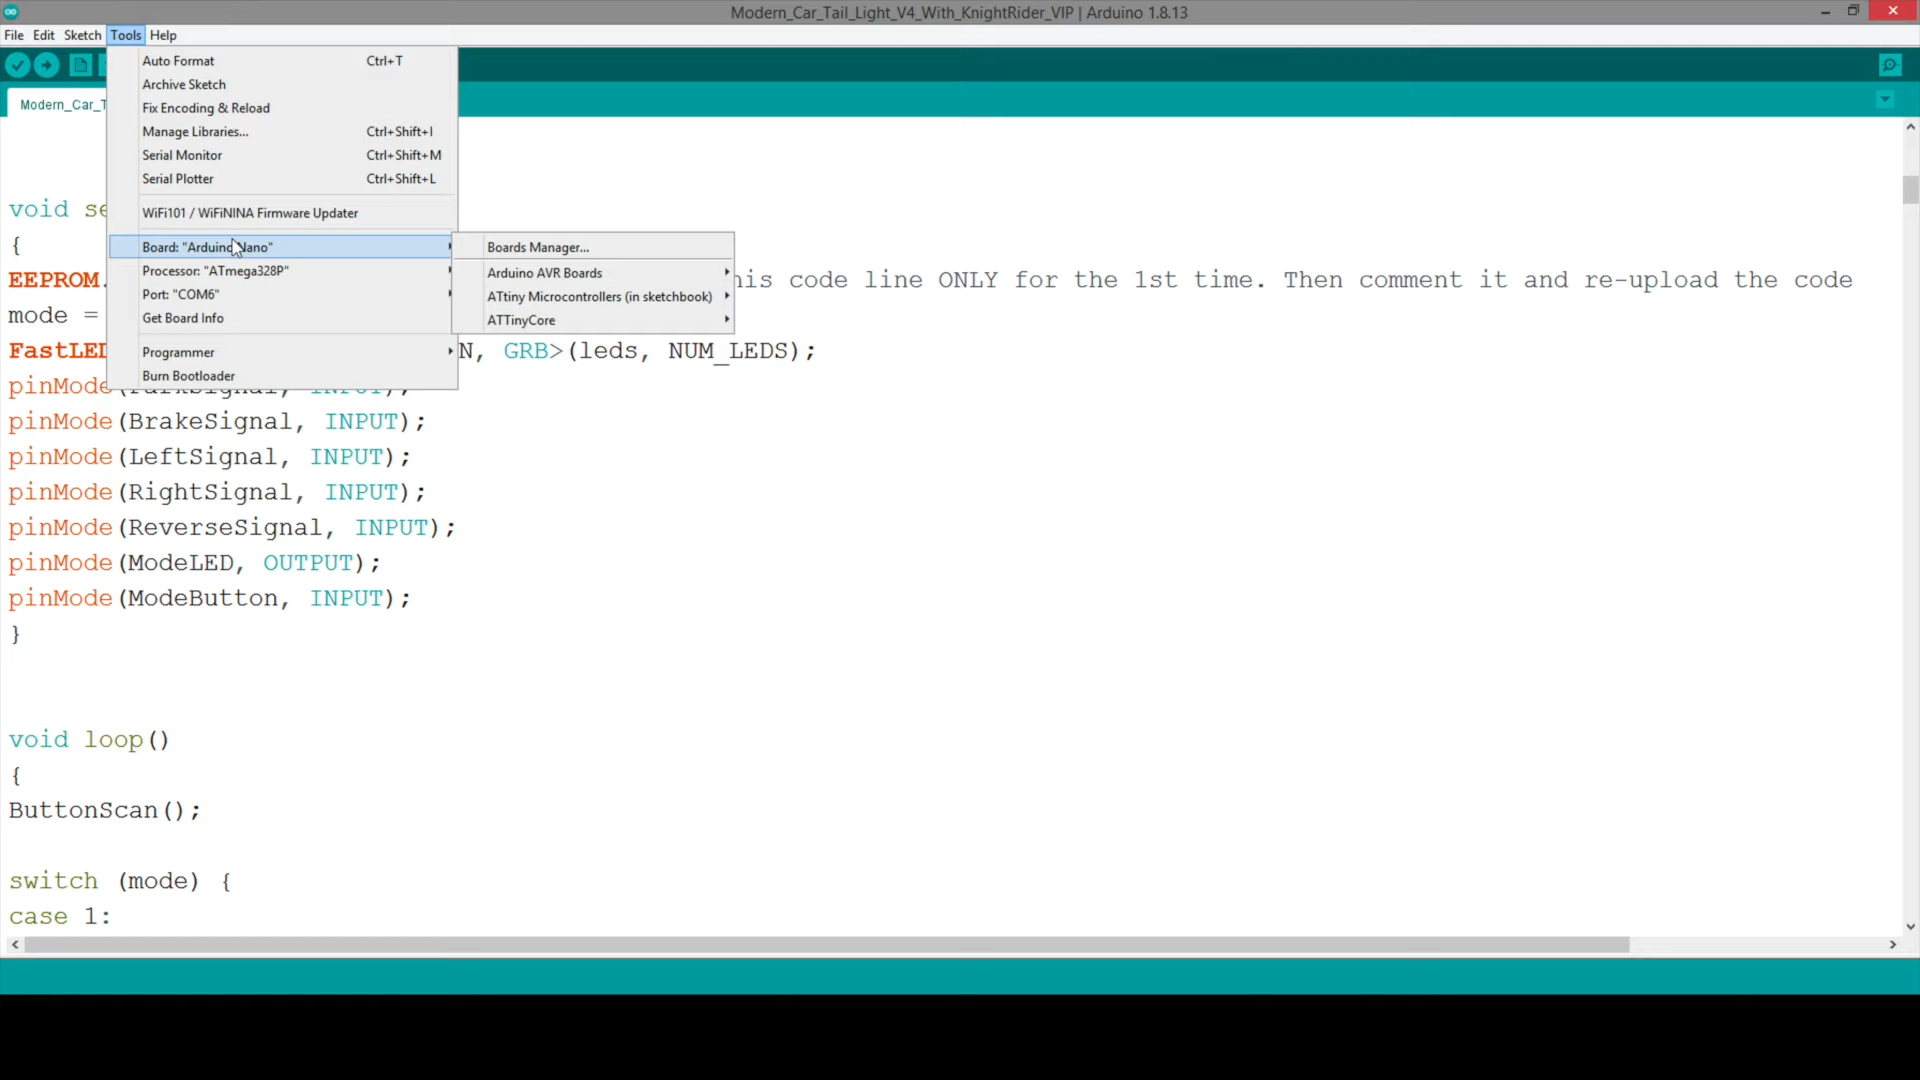 Modern_Car_Tail_Light_V4_With_KnightRider_VIP | Arduino 1.8.13
File Edit Sketch Tools Help
Modern_Car_T
Auto Format Ctrl+T
Archive Sketch
Fix Encoding & Reload
Manage Libraries... Ctrl+Shift+I
Serial Monitor Ctrl+Shift+M
Serial Plotter Ctrl+Shift+L
WiFi101 / WiFiNINA Firmware Updater
Board: "Arduino Nano"
Processor: "ATmega328P"
Port: "COM6"
Get Board Info
Programmer
Burn Bootloader
Boards Manager...
Arduino AVR Boards
ATtiny Microcontrollers (in sketchbook)
ATTinyCore
void se
{
EEPROM. his code line ONLY for the 1st time. Then comment it and re-upload the code
mode =
FastLED N, GRB>(leds, NUM_LEDS);
pinMode(ParkSignal, INPUT);
pinMode(BrakeSignal, INPUT);
pinMode(LeftSignal, INPUT);
pinMode(RightSignal, INPUT);
pinMode(ReverseSignal, INPUT);
pinMode(ModeLED, OUTPUT);
pinMode(ModeButton, INPUT);
}
void loop()
{
ButtonScan();
switch (mode) {
case 1: